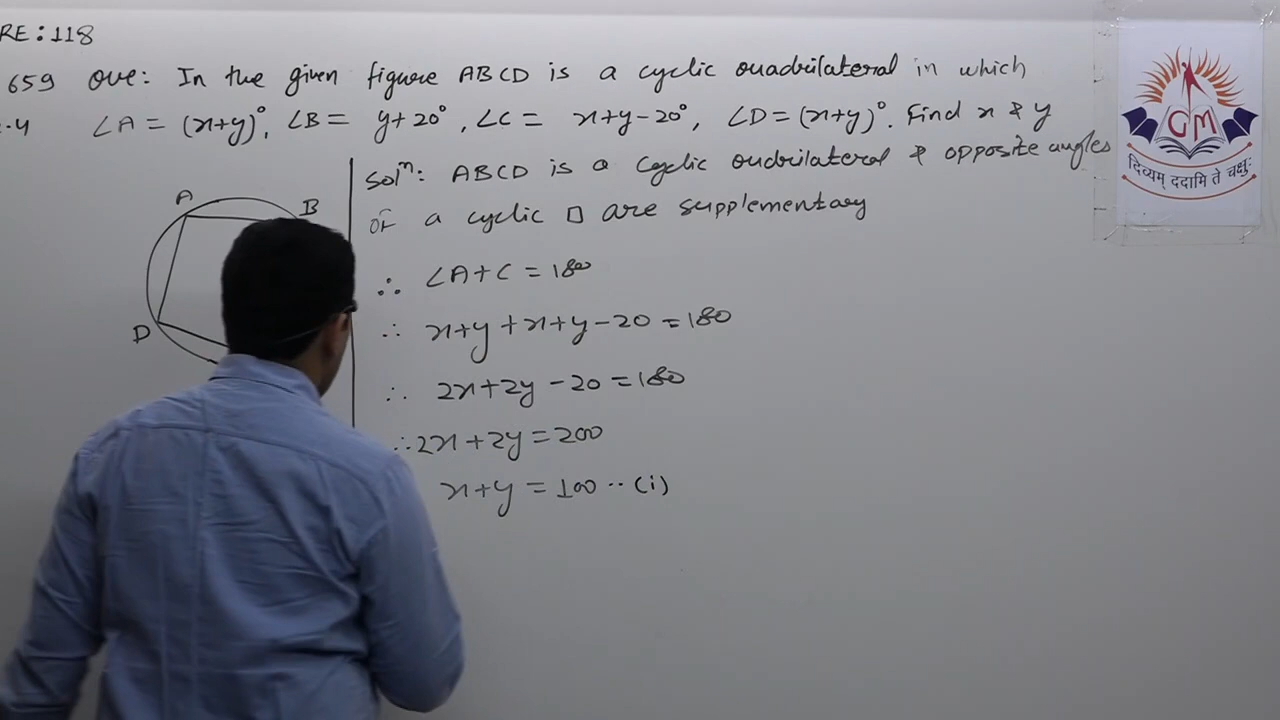 RE: 118
659 Que: In the given figure ABCD is a cyclic quadrilateral in which
.4 ∠A = (x+y)°, ∠B = y+20°, ∠C = x+y-20°, ∠D = (x+y)°. Find x & y
Solⁿ: ABCD is a cyclic quadrilateral & opposite angles
of a cyclic □ are supplementary
∴ ∠A+C = 180
∴ x+y+x+y-20 = 180
∴ 2x+2y-20 = 180
∴ 2x+2y = 200
x+y = 100 ·· (i)
A
B
D
GM
दिव्यम् ददामि ते चक्षुः